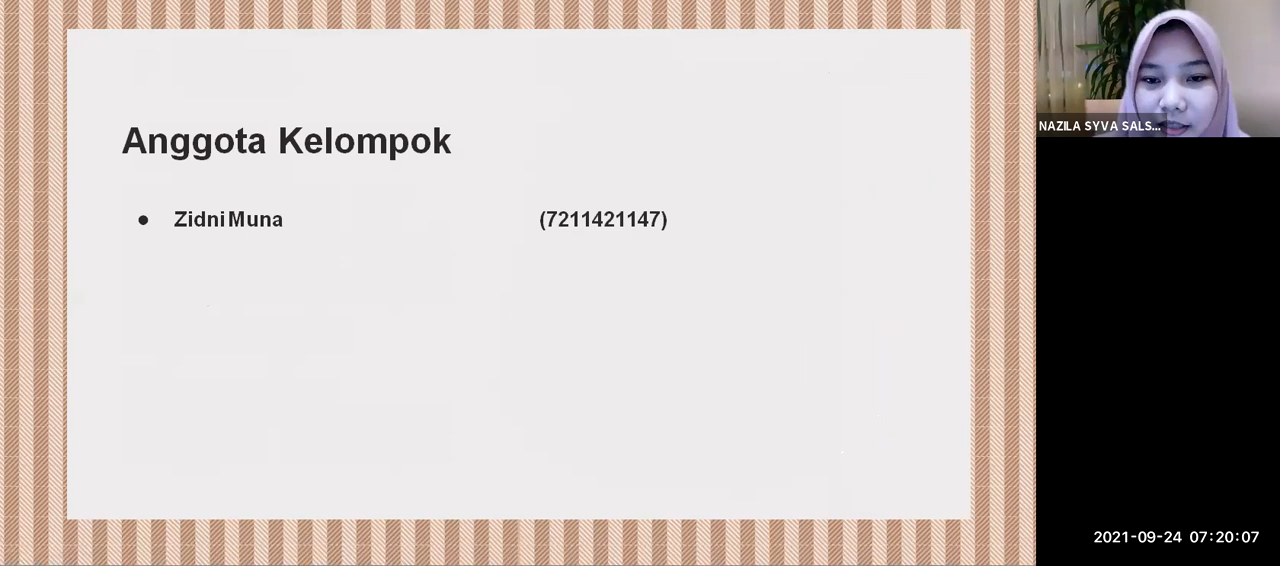 Anggota Kelompok
● Zidni Muna (7211421147)
NAZILA SYVA SALS...
2021-09-24 07:20:07